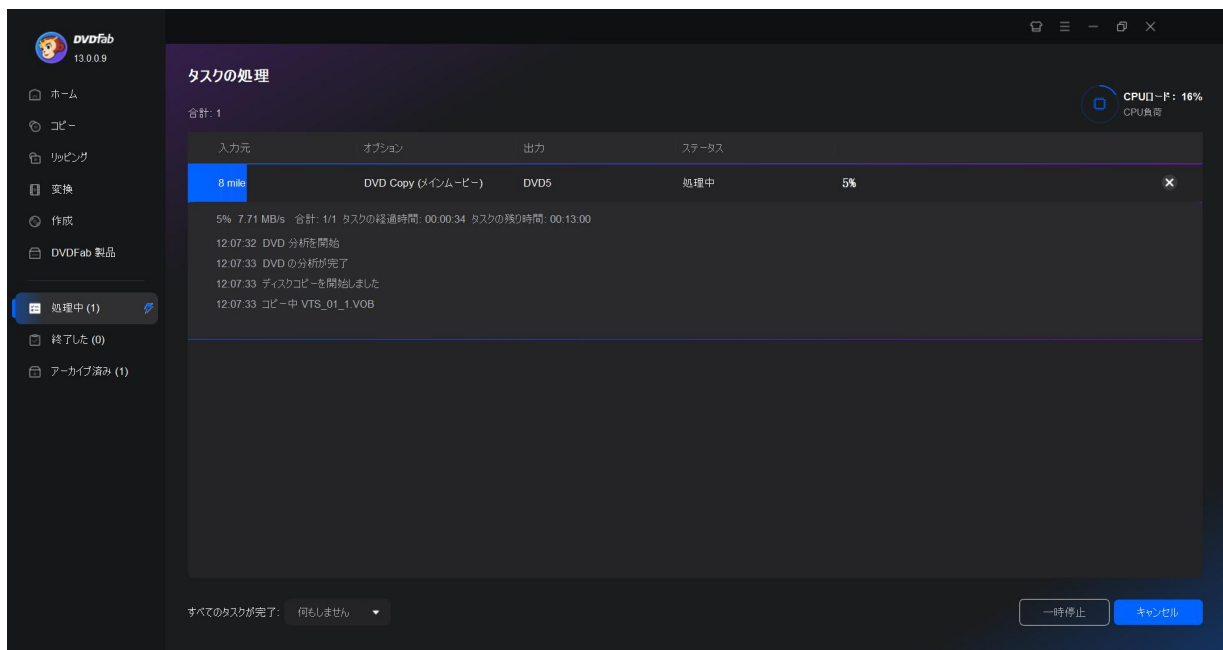 DVDFab
13.0.0.9
ホーム
コピー
リッピング
変換
作成
DVDFab 製品
処理中 (1)
終了した (0)
アーカイブ済み (1)
タスクの処理
合計: 1
CPUロード: 16%
CPU負荷
入力元 オプション 出力 ステータス
8 mile DVD Copy (メインムービー) DVD5 処理中 5%
5% 7.71 MB/s 合計: 1/1 タスクの経過時間: 00:00:34 タスクの残り時間: 00:13:00
12:07:32 DVD 分析を開始
12:07:33 DVD の分析が完了
12:07:33 ディスクコピーを開始しました
12:07:33 コピー中 VTS_01_1.VOB
すべてのタスクが完了: 何もしません
一時停止 キャンセル